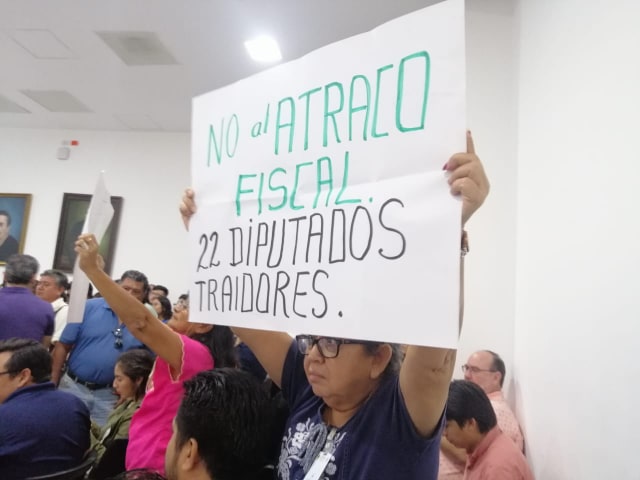 NO al ATRACO
FISCAL.
22 DIPUTADOS
TRAIDORES.